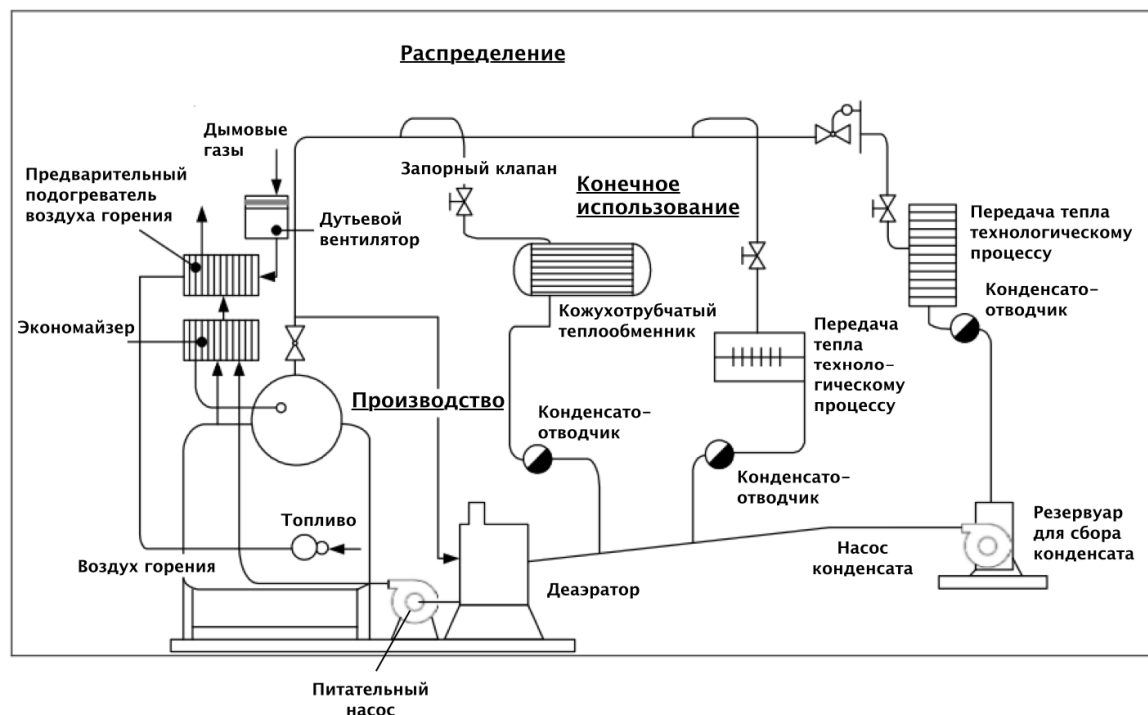 Распределение
Дымовые
газы
Предварительный
подогреватель
воздуха горения
Дутьевой
вентилятор
Запорный клапан
Конечное
использование
Передача тепла
технологическому
процессу
Кожухотрубчатый
теплообменник
Конденсато-
отводчик
Экономайзер
Передача
тепла
техноло-
гическому
процессу
Производство
Конденсато-
отводчик
Конденсато-
отводчик
Топливо
Воздух горения
Деаэратор
Насос
конденсата
Резервуар
для сбора
конденсата
Питательный
насос